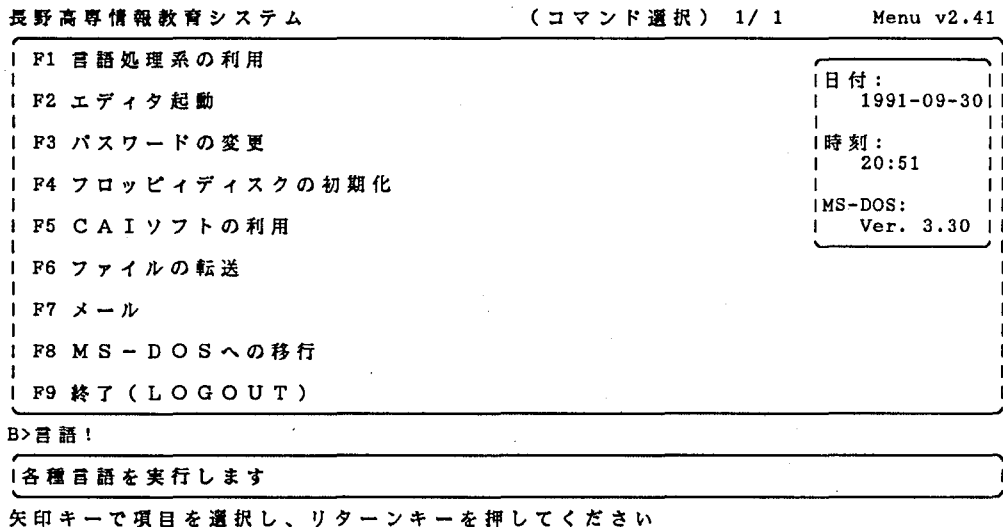 長野高専情報教育システム （コマンド選択） 1/ 1 Menu v2.41
F1 言語処理系の利用
日付：
F2 エディタ起動
1991-09-30
F3 パスワードの変更
時刻：
20:51
F4 フロッピィディスクの初期化
MS-DOS:
F5 ＣＡＩソフトの利用
Ver. 3.30
F6 ファイルの転送
F7 メール
F8 ＭＳ－ＤＯＳへの移行
F9 終了（ＬＯＧＯＵＴ）
B>言語！
各種言語を実行します
矢印キーで項目を選択し、リターンキーを押してください